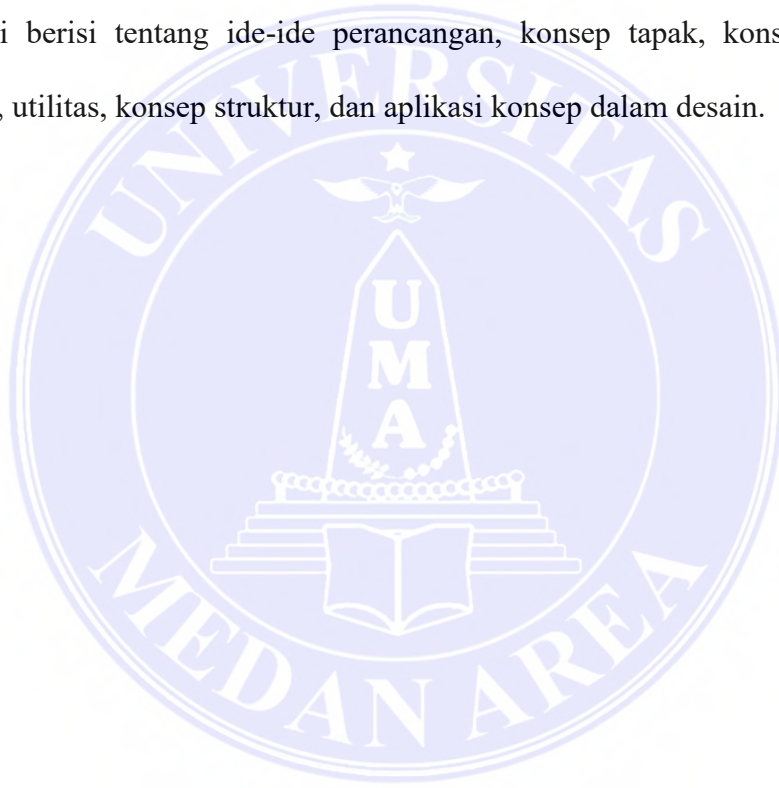 i berisi tentang ide-ide perancangan, konsep tapak, kons
, utilitas, konsep struktur, dan aplikasi konsep dalam desain.
UNIVERSITAS
UMA
MEDAN AREA